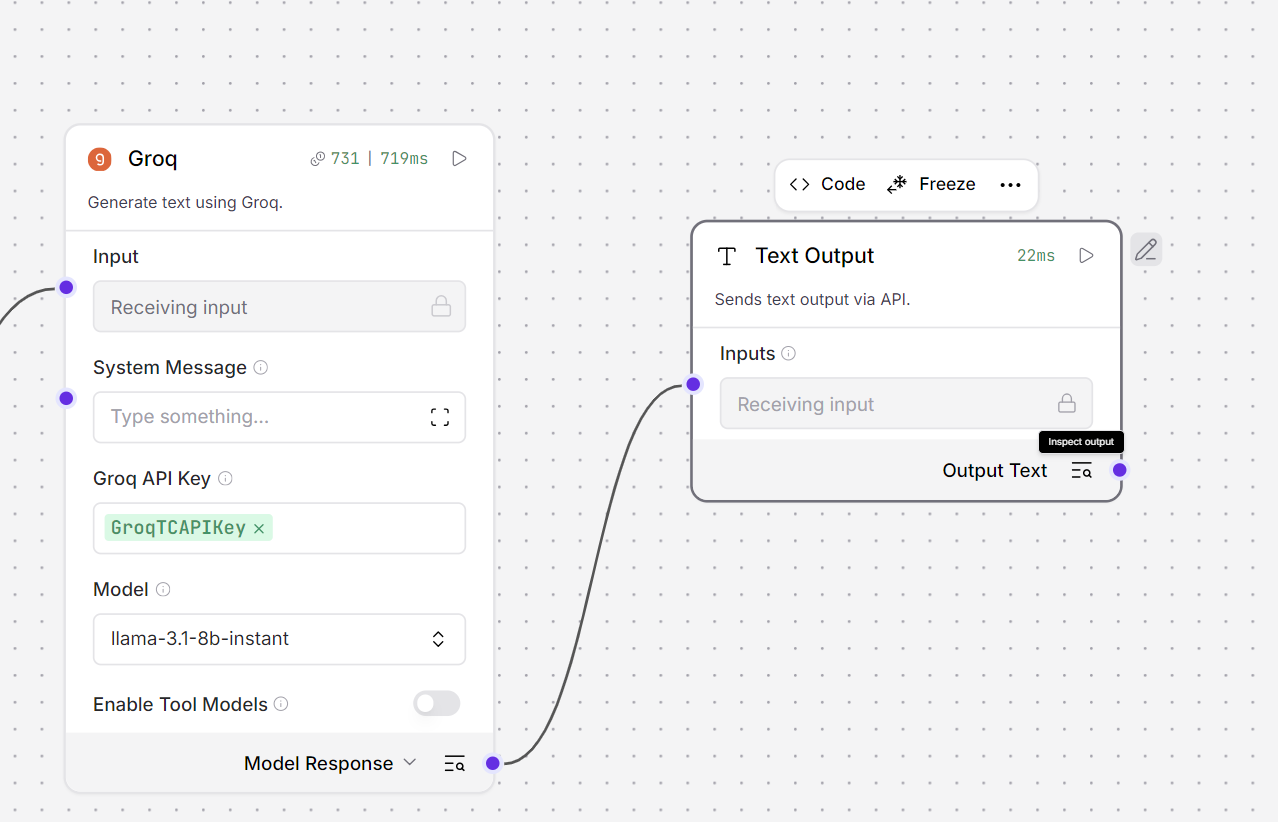 Groq
731 | 719ms
Generate text using Groq.
Input
Receiving input
System Message
Type something...
Groq API Key
GroqTCAPIKey ×
Model
llama-3.1-8b-instant
Enable Tool Models
Model Response
Code
Freeze
Text Output
22ms
Sends text output via API.
Inputs
Receiving input
Inspect output
Output Text